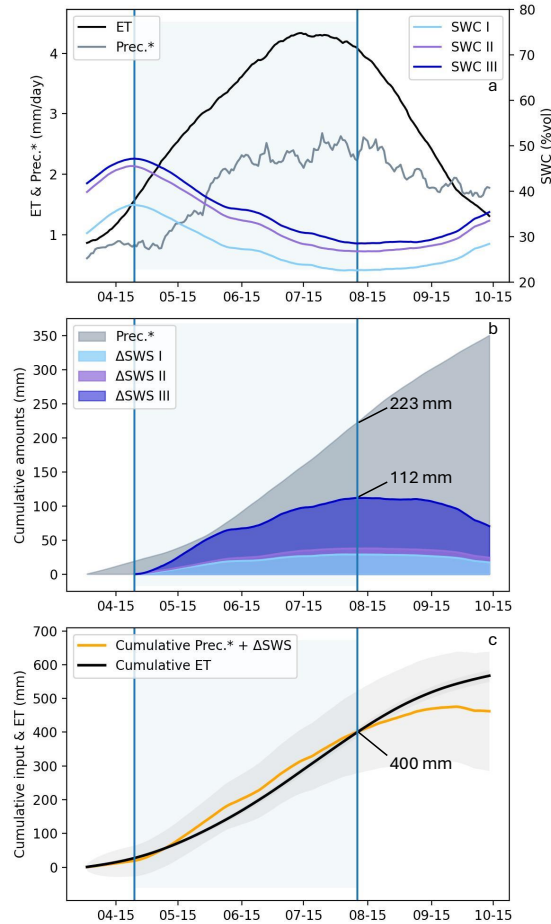 ET
Prec.*
SWC I
SWC II
SWC III
a
ET & Prec.* (mm/day)
4
3
2
1
SWC (%vol)
80
70
60
50
40
30
20
04-15 05-15 06-15 07-15 08-15 09-15 10-15
b
Prec.*
ΔSWS I
ΔSWS II
ΔSWS III
Cumulative amounts (mm)
350
300
250
200
150
100
50
0
223 mm
112 mm
04-15 05-15 06-15 07-15 08-15 09-15 10-15
c
Cumulative Prec.* + ΔSWS
Cumulative ET
Cumulative input & ET (mm)
700
600
500
400
300
200
100
0
400 mm
04-15 05-15 06-15 07-15 08-15 09-15 10-15